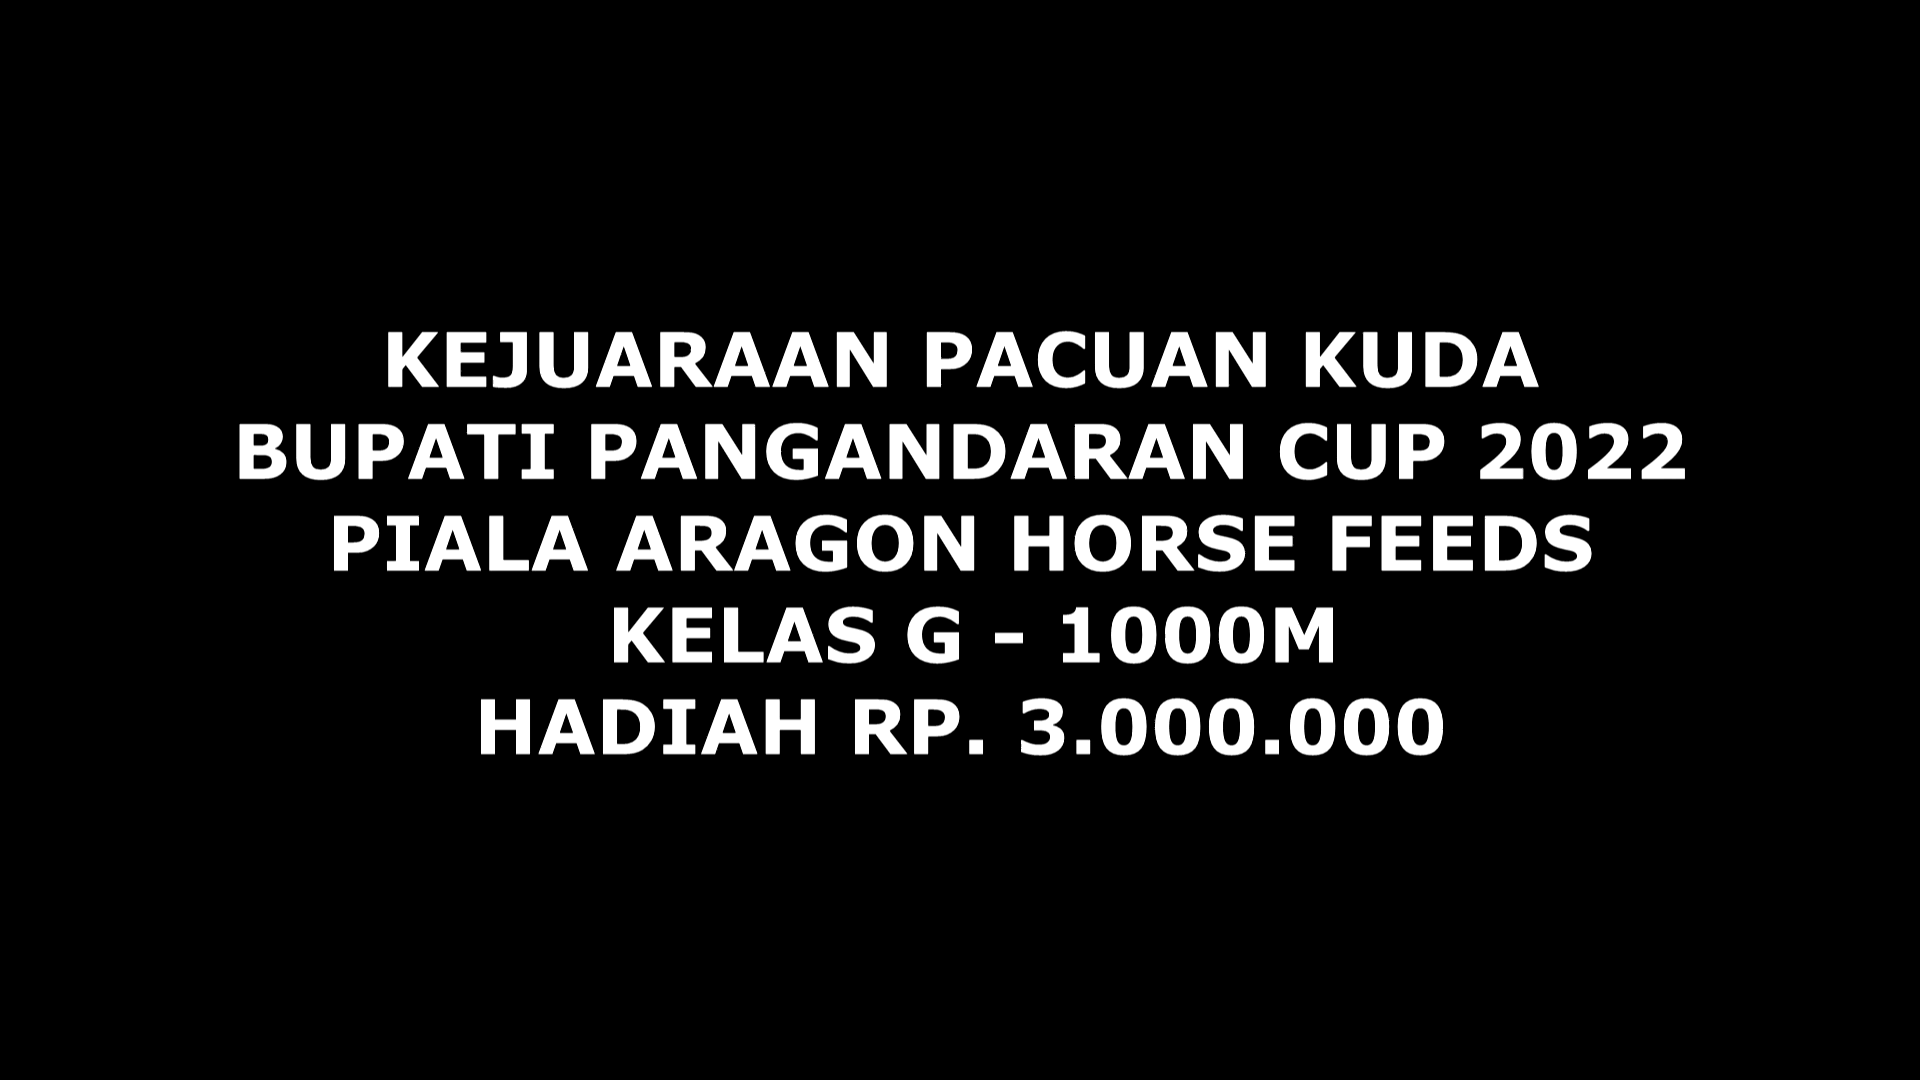 KEJUARAAN PACUAN KUDA
BUPATI PANGANDARAN CUP 2022
PIALA ARAGON HORSE FEEDS
KELAS G - 1000M
HADIAH RP. 3.000.000